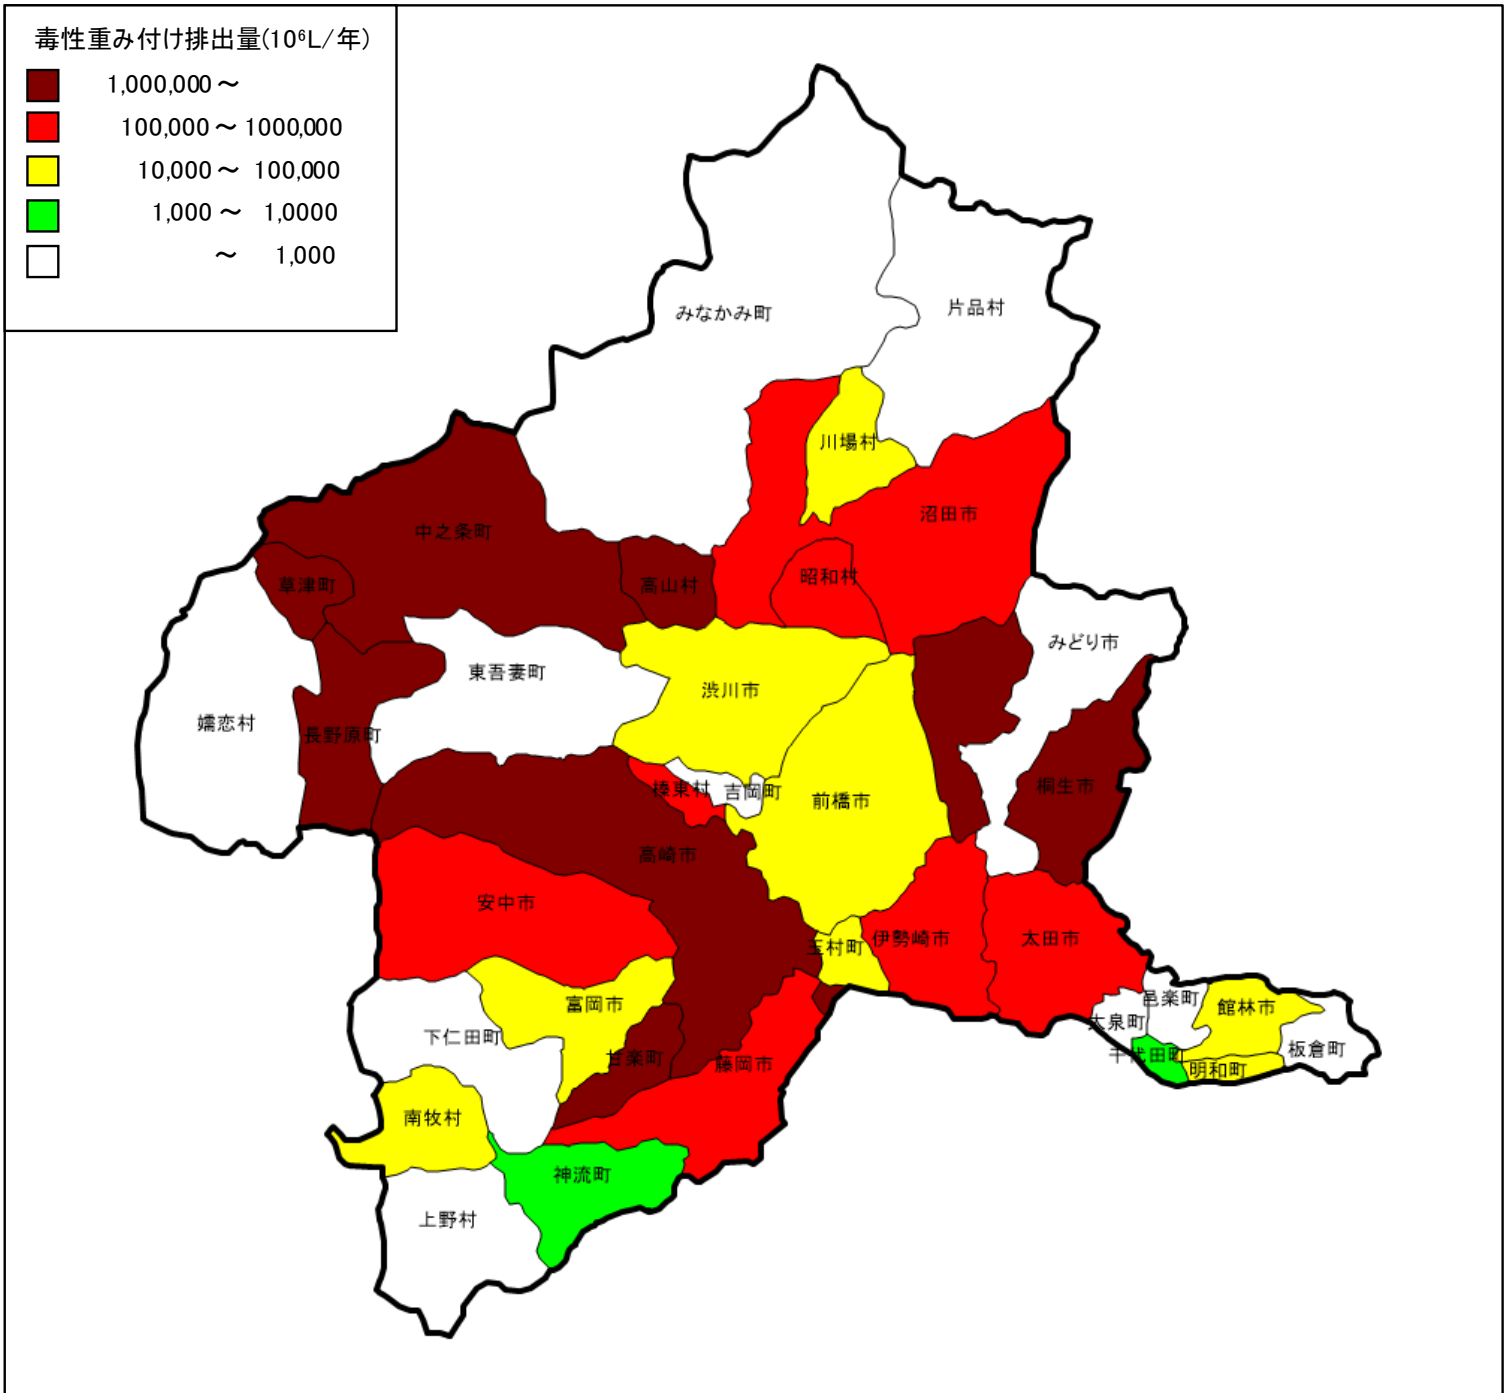 毒性重み付け排出量(10⁶L/年)
1,000,000～
100,000～1000,000
10,000～ 100,000
1,000～ 1,0000
～ 1,000
みなかみ町
片品村
川場村
沼田市
中之条町
昭和村
草津町
高山村
みどり市
東吾妻町
渋川市
嬬恋村
長野原町
桐生市
榛東村
吉岡町
前橋市
高崎市
安中市
玉村町
伊勢崎市
太田市
邑楽町
館林市
富岡市
大泉町
下仁田町
板倉町
甘楽町
藤岡市
千代田町
明和町
南牧村
神流町
上野村